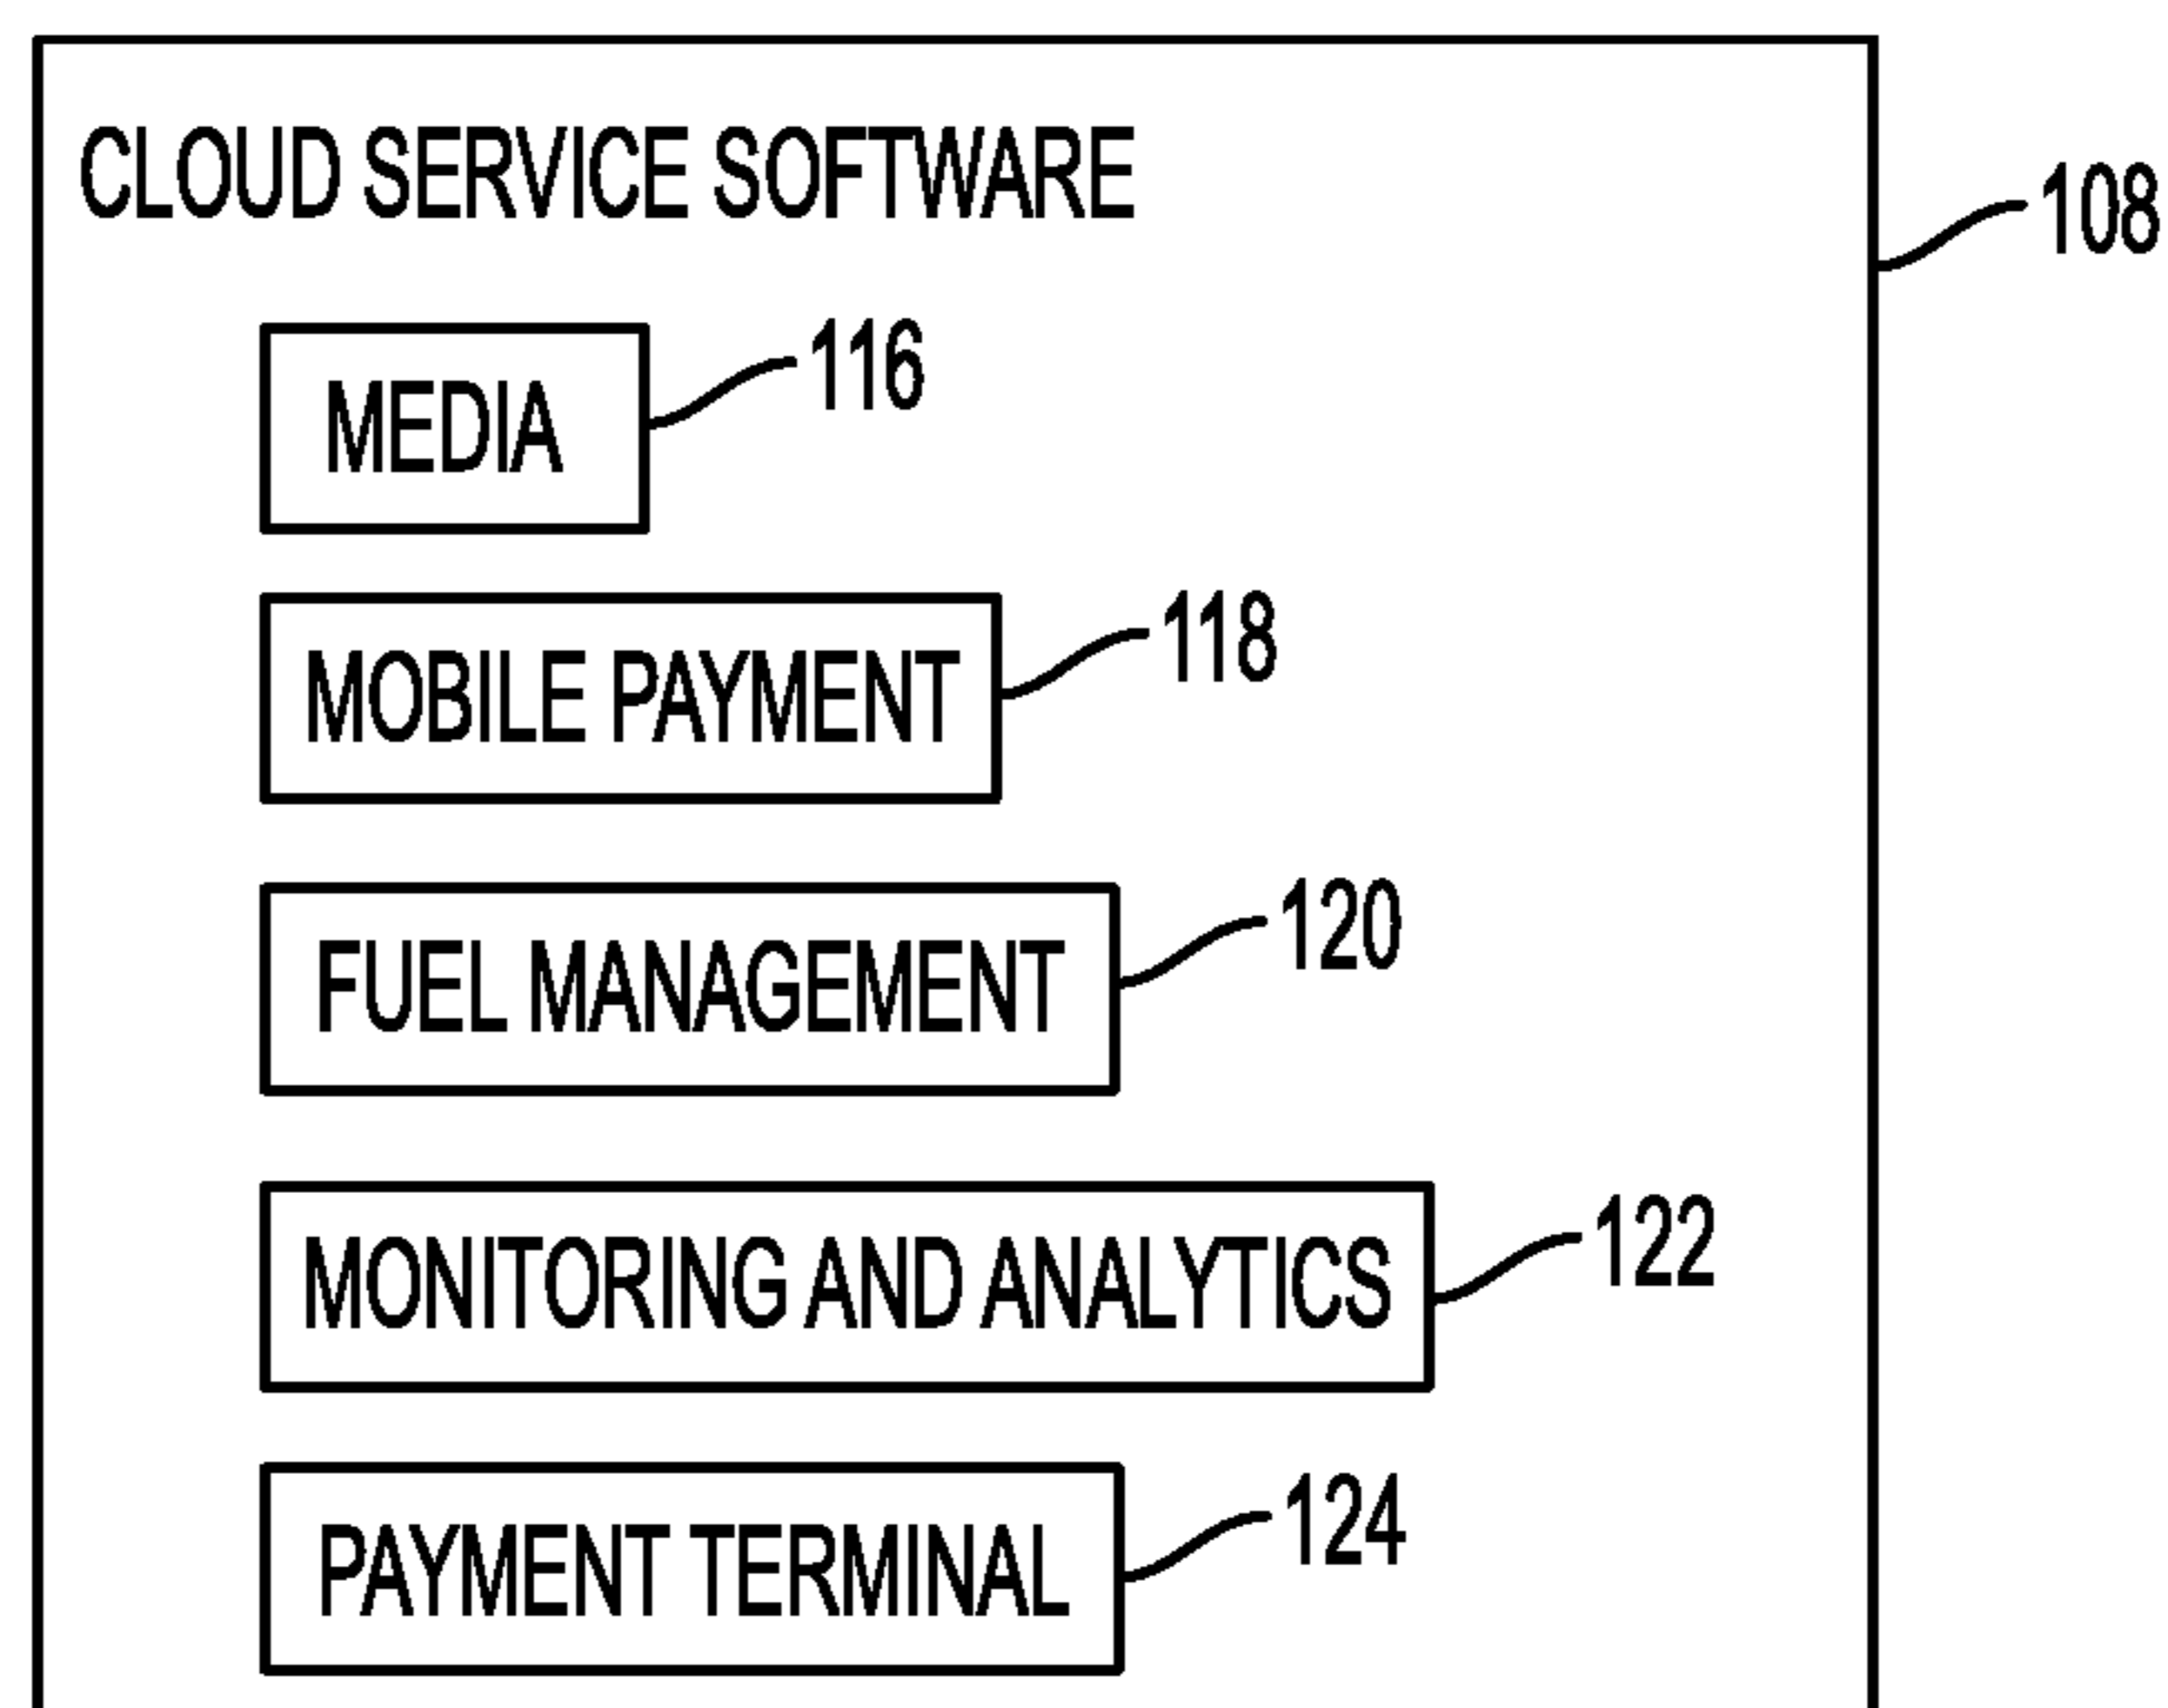 CLOUD SERVICE SOFTWARE
108
MEDIA
116
MOBILE PAYMENT
118
FUEL MANAGEMENT
120
MONITORING AND ANALYTICS
122
PAYMENT TERMINAL
124